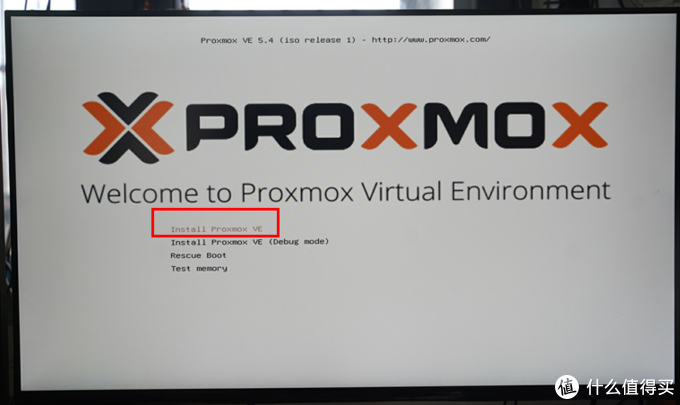 Proxmox VE 5.4 (iso release 1) - http://www.proxmox.com/
PROXMOX
Welcome to Proxmox Virtual Environment
Install Proxmox VE
Install Proxmox VE (Debug mode)
Rescue Boot
Test memory
值 什么值得买